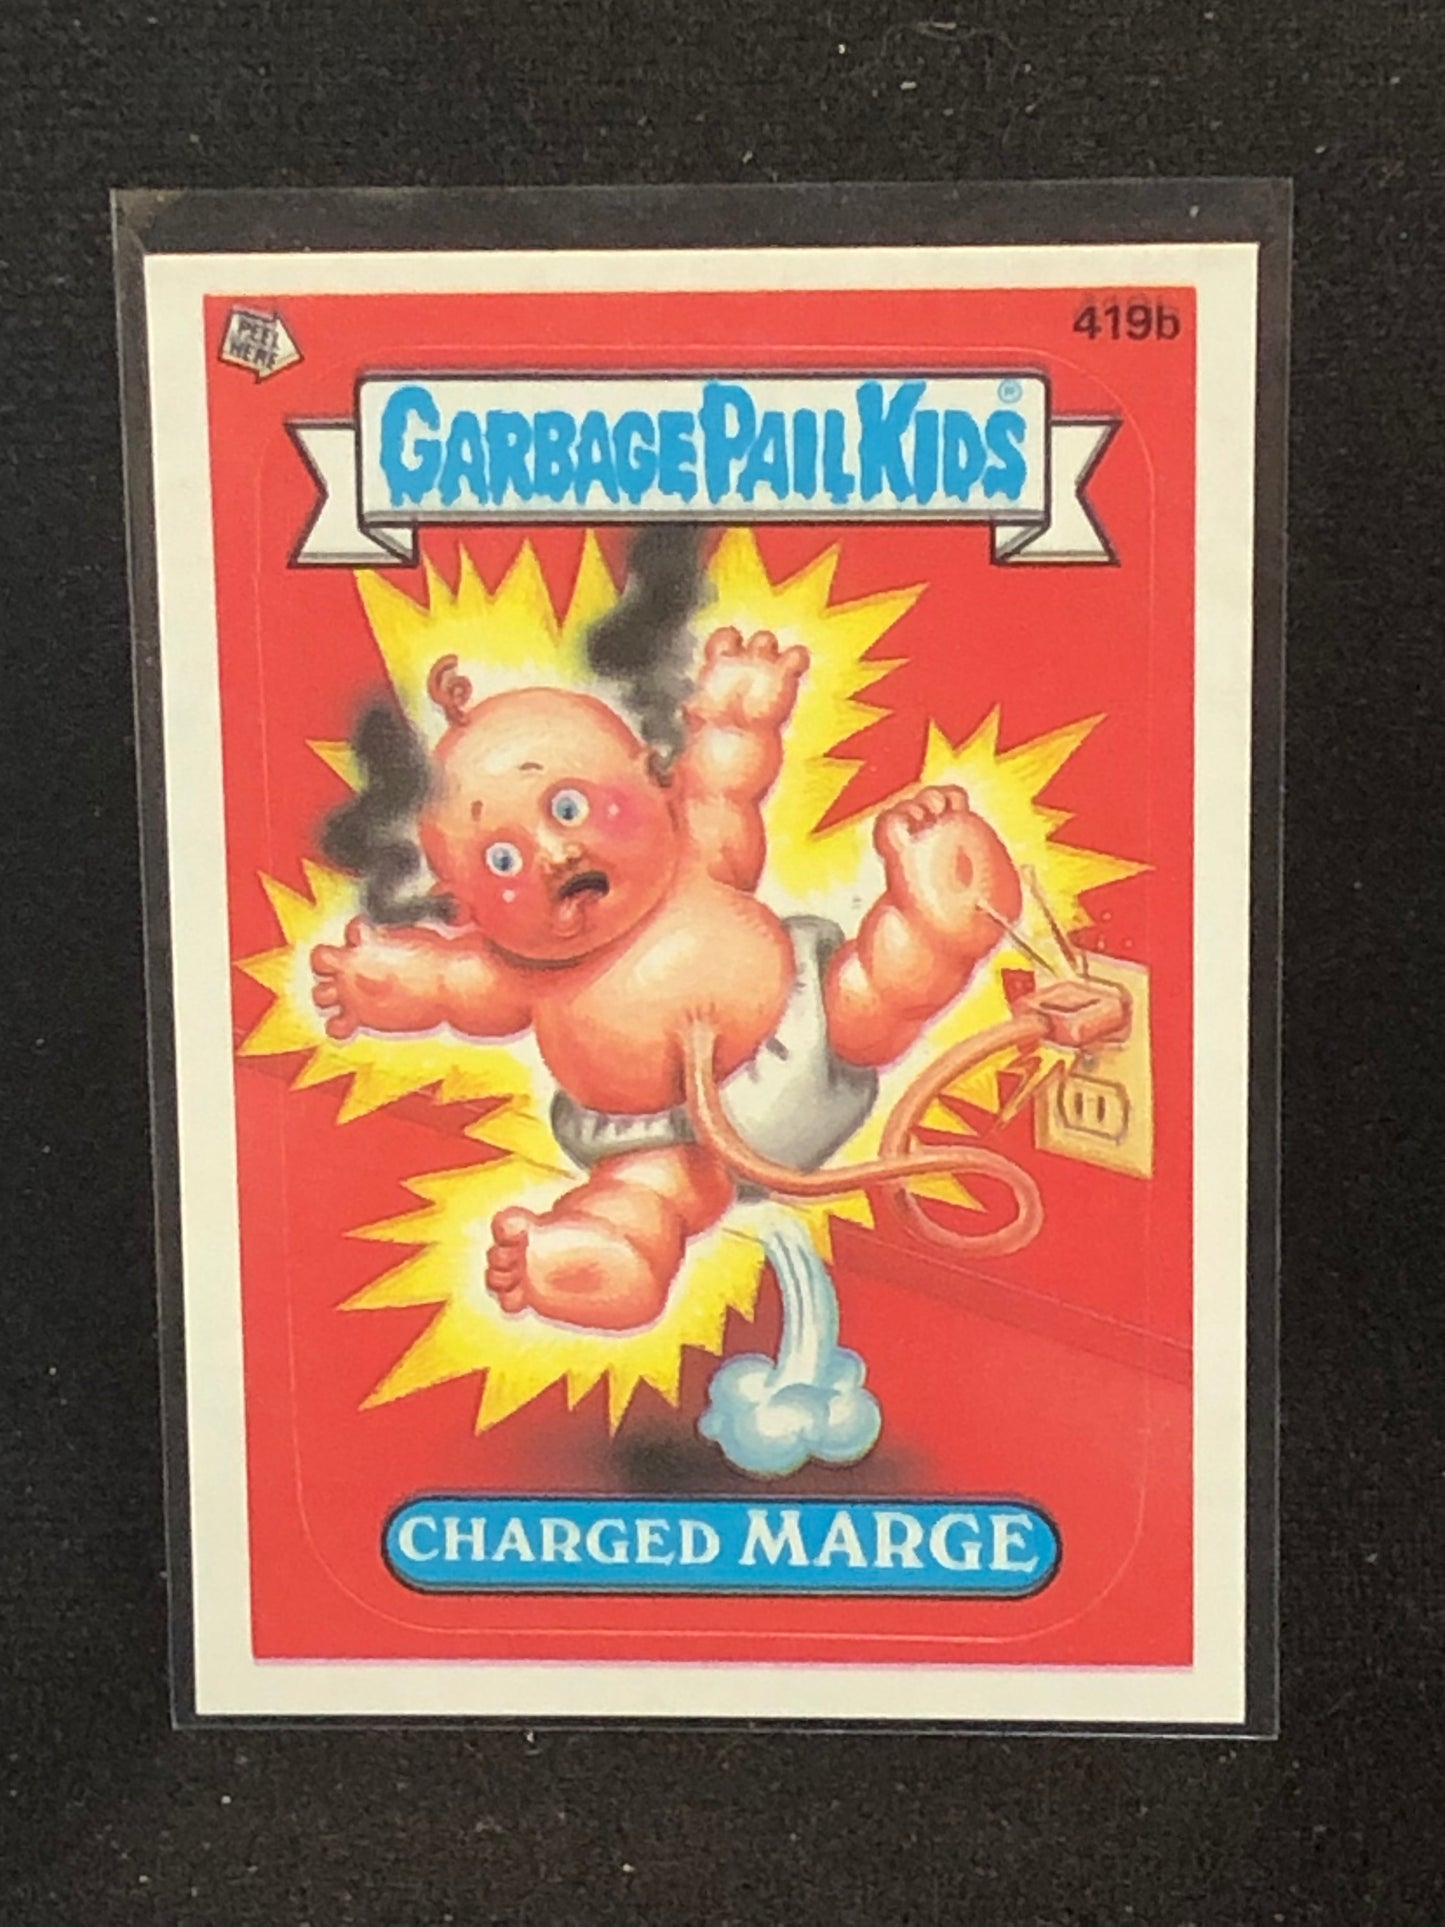 PEEL
HERE
419b
GARBAGE PAIL KIDS®
CHARGED MARGE